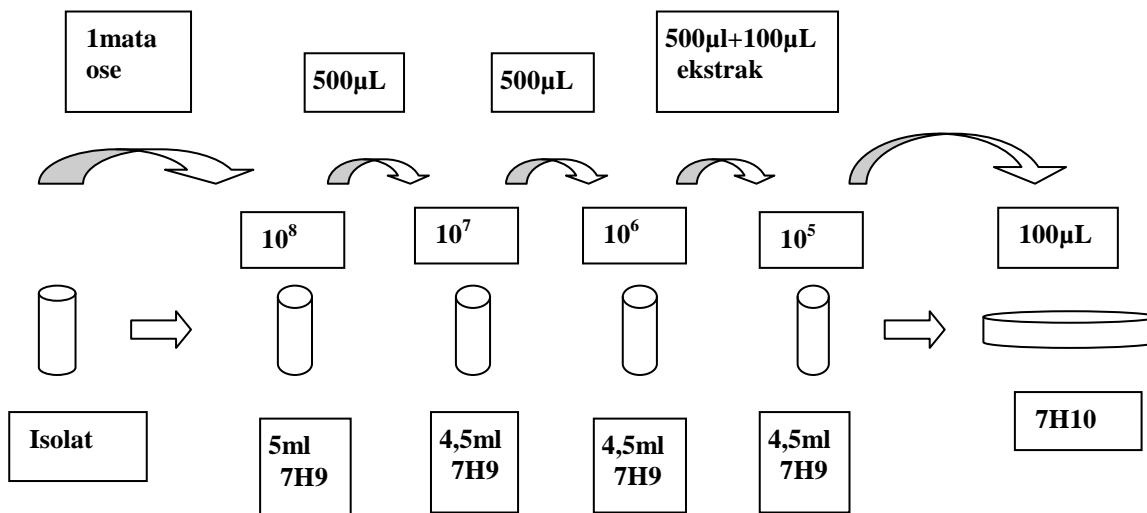 1mata
ose
500µL
500µL
500µl+100µL
ekstrak
10⁸
10⁷
10⁶
10⁵
100µL
Isolat
5ml
7H9
4,5ml
7H9
4,5ml
7H9
4,5ml
7H9
7H10